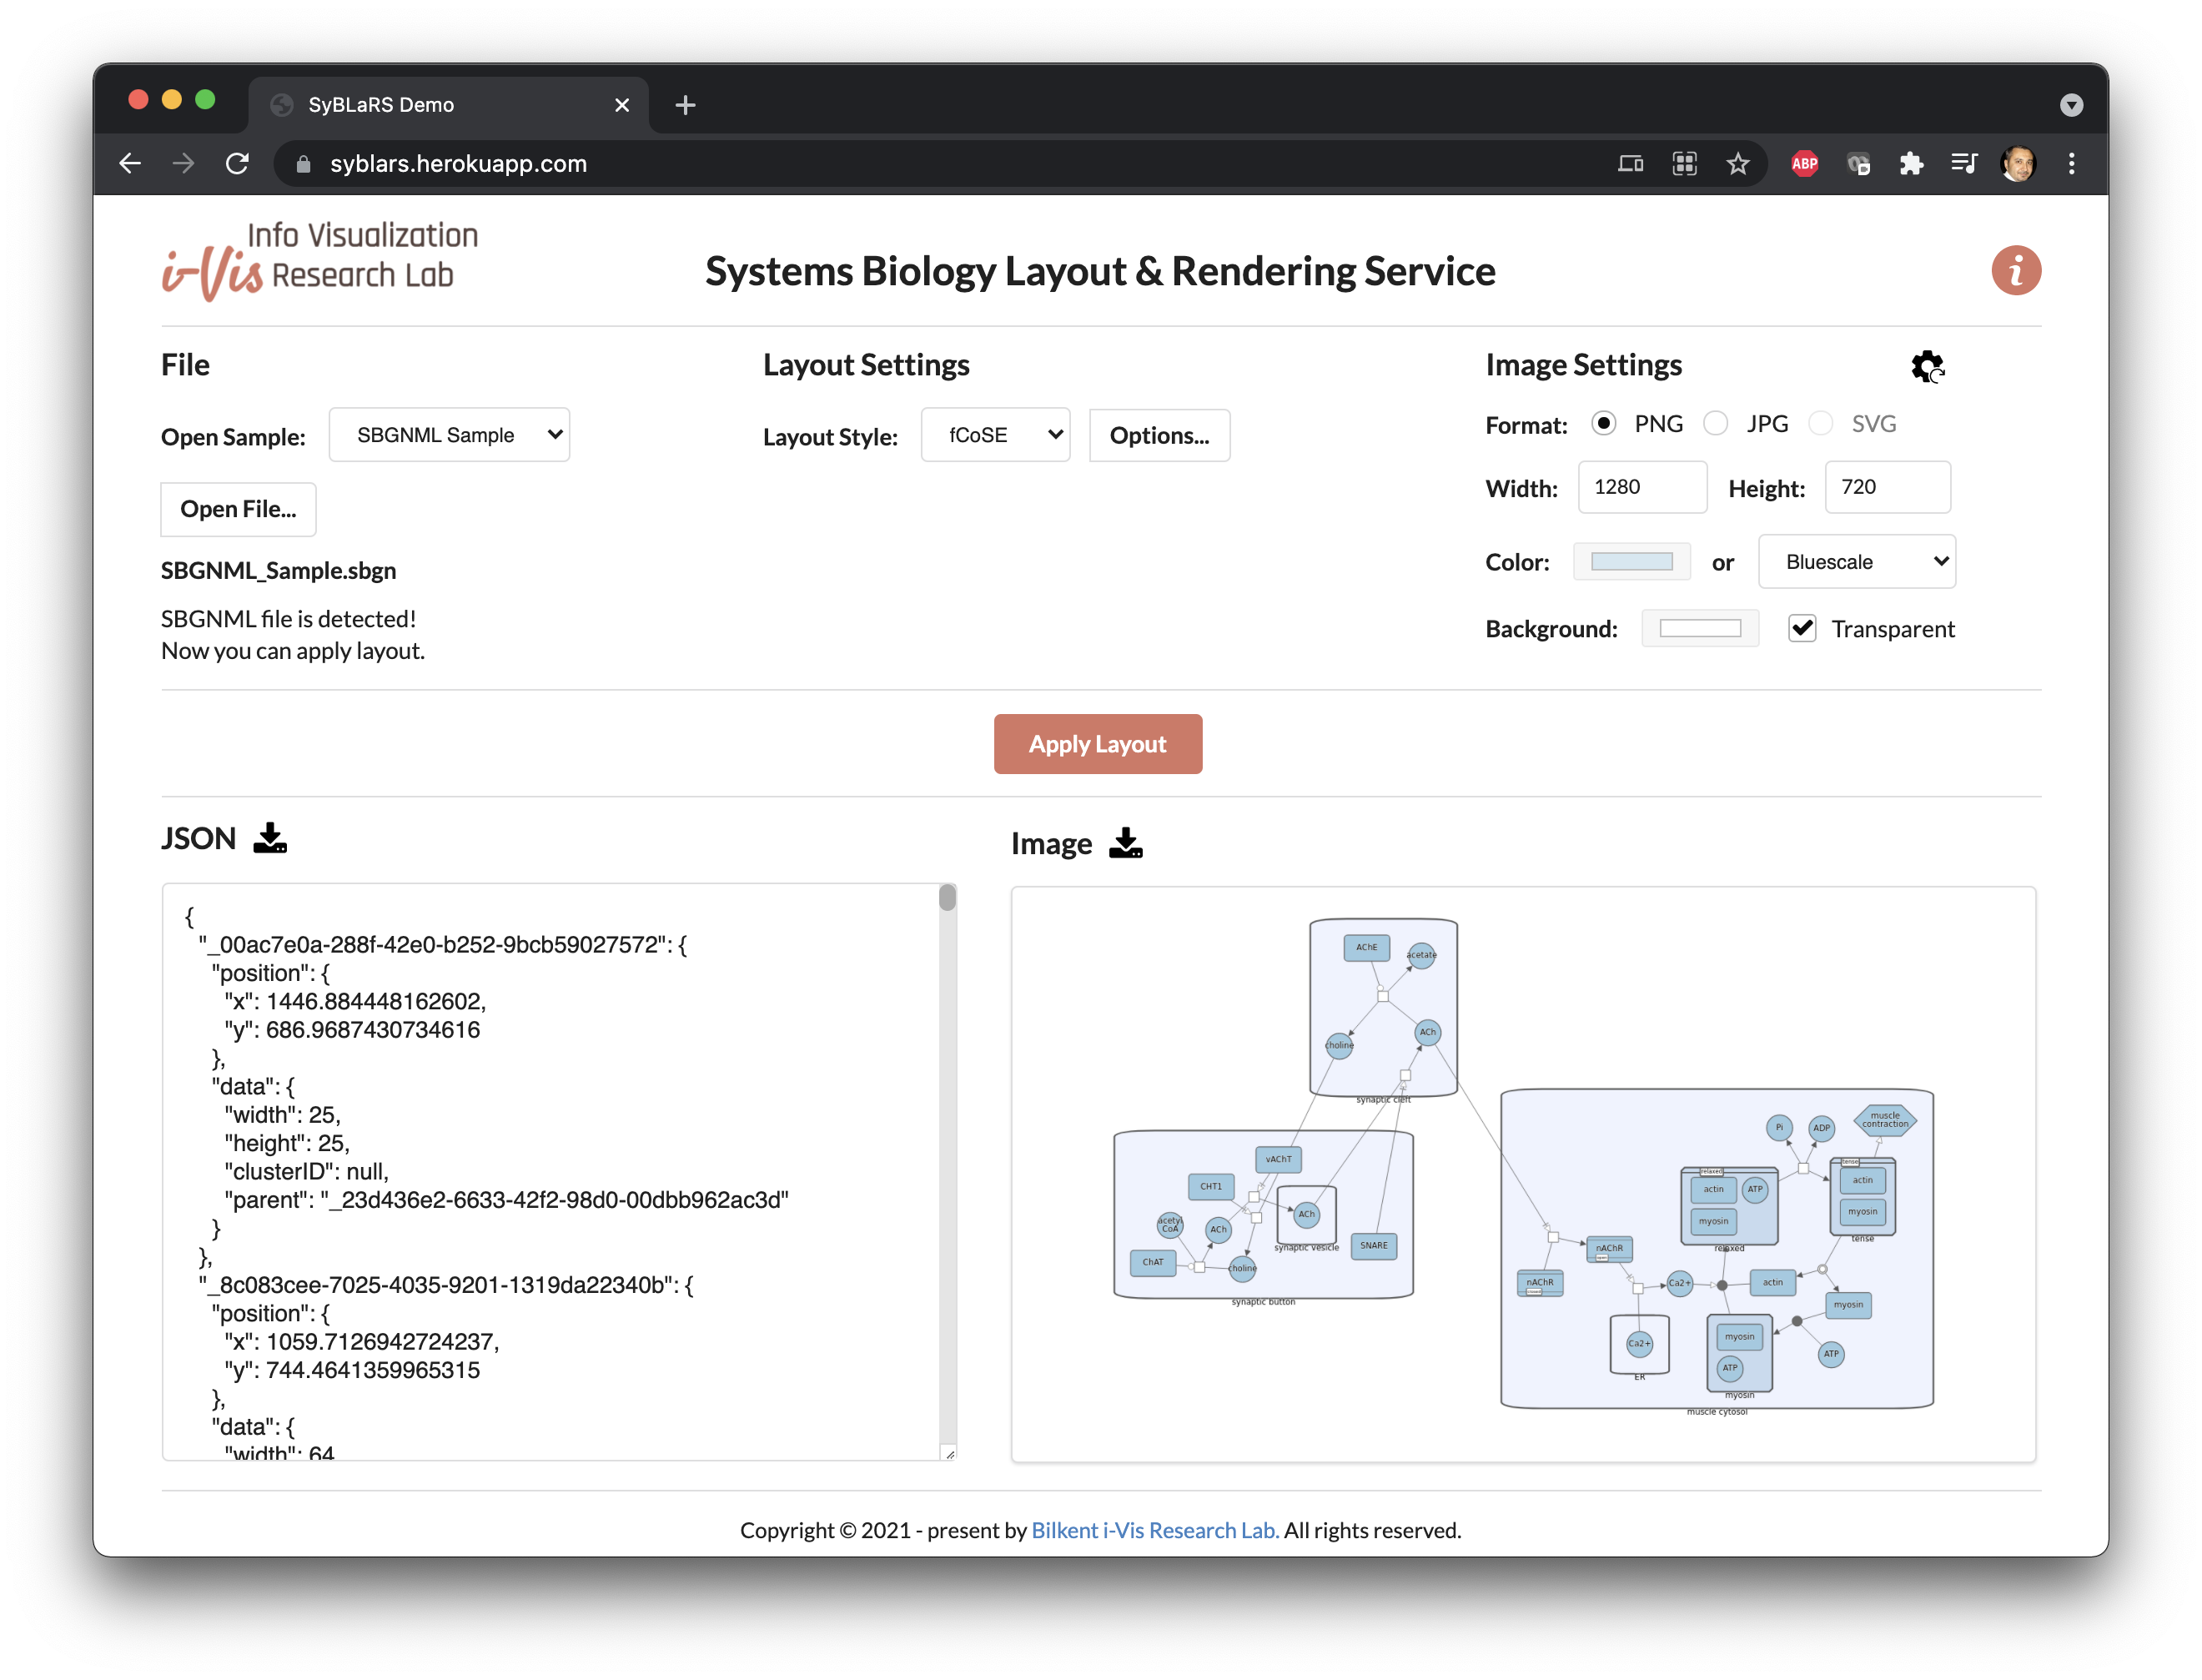 SyBLaRS Demo
syblars.herokuapp.com
ABP
Info Visualization
i-Vis Research Lab
Systems Biology Layout & Rendering Service
i
File
Layout Settings
Image Settings
Open Sample: SBGNML Sample
Layout Style: fCoSE Options...
Format: PNG JPG SVG
Open File...
Width: 1280 Height: 720
SBGNML_Sample.sbgn
Color: or Bluescale
SBGNML file is detected!
Now you can apply layout.
Background: Transparent
Apply Layout
JSON
{
"_00ac7e0a-288f-42e0-b252-9bcb59027572": {
"position": {
"x": 1446.884448162602,
"y": 686.9687430734616
},
"data": {
"width": 25,
"height": 25,
"clusterID": null,
"parent": "_23d436e2-6633-42f2-98d0-00dbb962ac3d"
}
},
"_8c083cee-7025-4035-9201-1319da22340b": {
"position": {
"x": 1059.7126942724237,
"y": 744.4641359965315
},
"data": {
"width": 64
Image
AChE
acetate
ACh
choline
synaptic cleft
vAChT
CHT1
ACh
acetyl
CoA
ACh
synaptic vesicle
SNARE
ChAT
choline
synaptic button
Pi
ADP
muscle
contraction
relaxed
actin
ATP
myosin
relaxed
tense
actin
myosin
tense
nAChR
nAChR
Ca2+
actin
myosin
Ca2+
ER
myosin
ATP
myosin
ATP
muscle cytosol
Copyright © 2021 - present by Bilkent i-Vis Research Lab. All rights reserved.